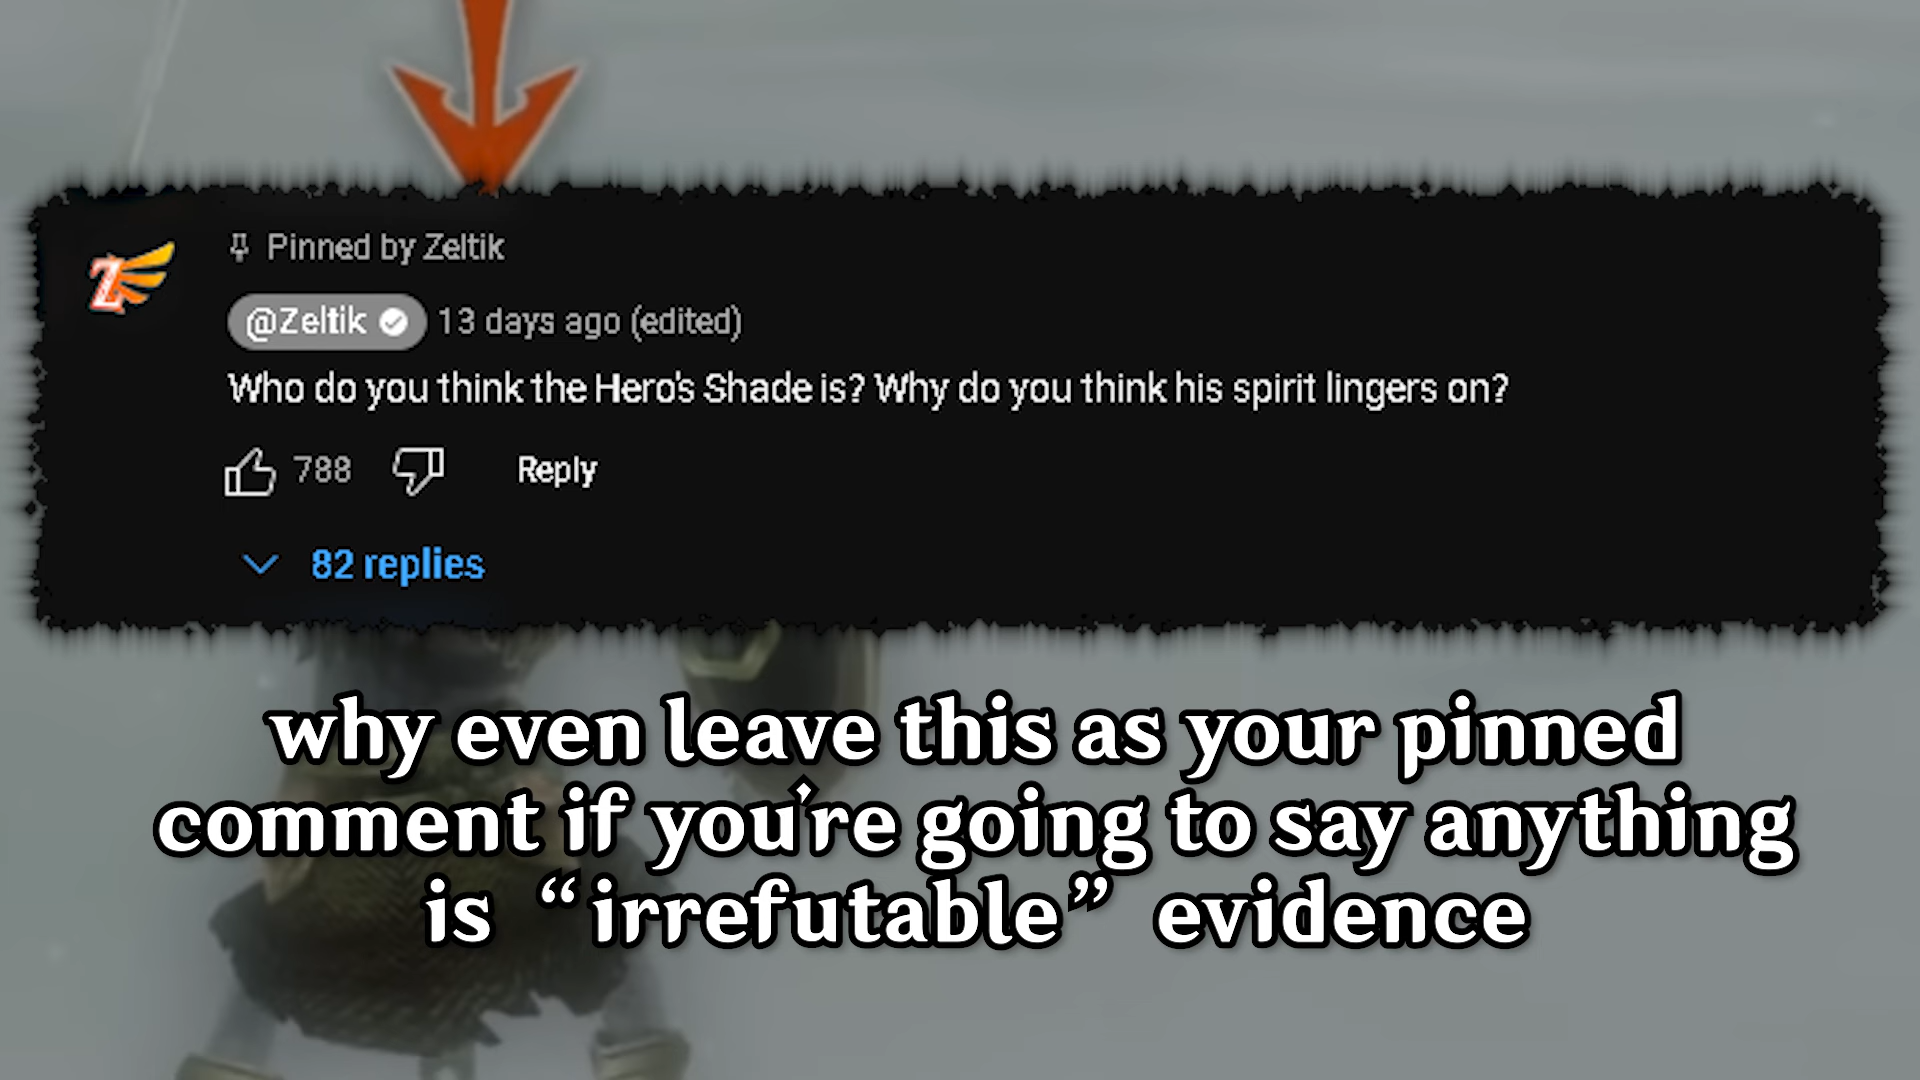 Pinned by Zeltik
@Zeltik 13 days ago (edited)
Who do you think the Hero's Shade is? Why do you think his spirit lingers on?
788 Reply
82 replies
why even leave this as your pinned
comment if you're going to say anything
is “irrefutable” evidence